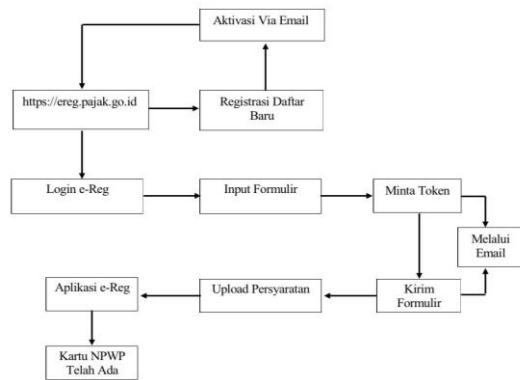 Aktivasi Via Email
https://ereg.pajak.go.id
Registrasi Daftar
Baru
Login e-Reg
Input Formulir
Minta Token
Melalui
Email
Kirim
Formulir
Upload Persyaratan
Aplikasi e-Reg
Kartu NPWP
Telah Ada